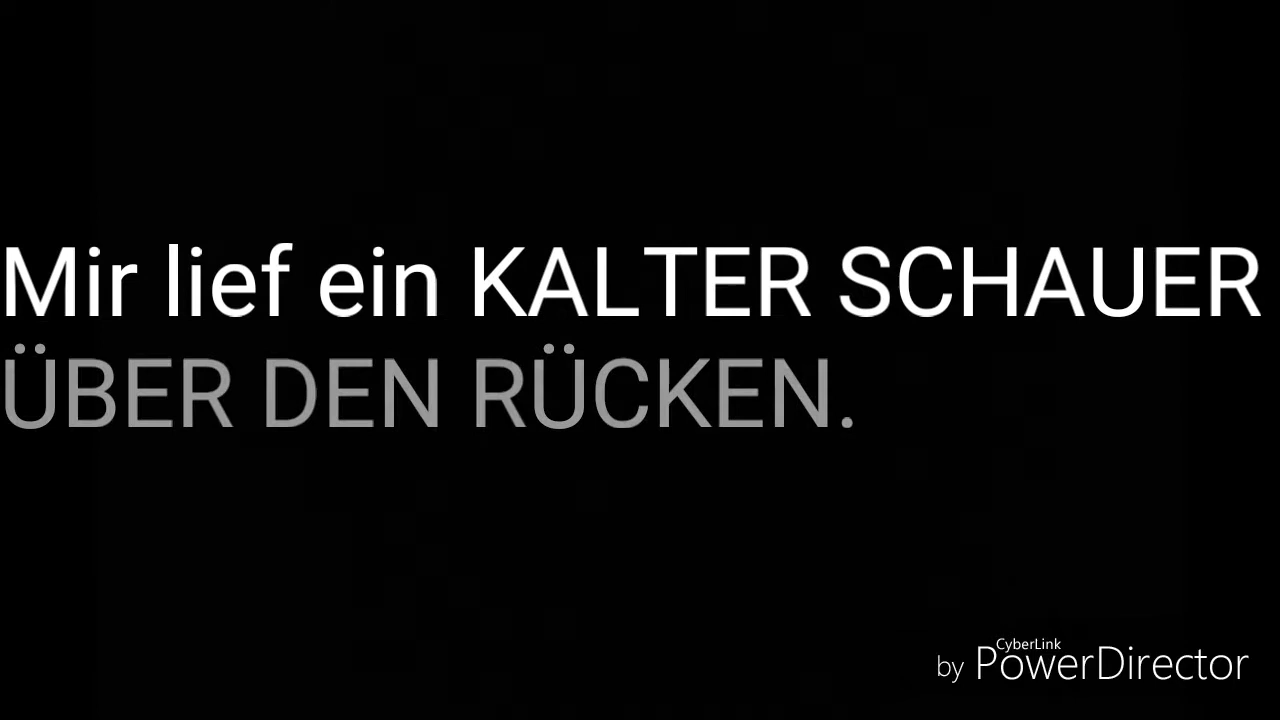 Mir lief ein KALTER SCHAUER
ÜBER DEN RÜCKEN.
CyberLink
by PowerDirector